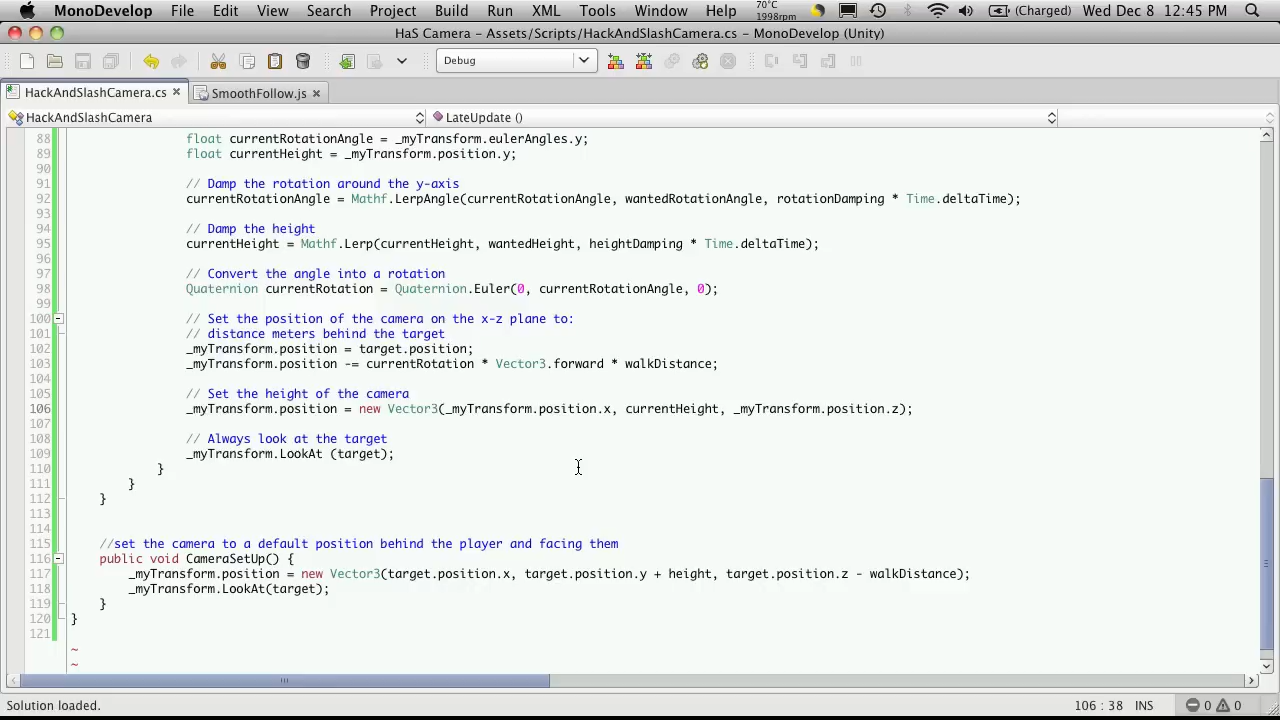 MonoDevelop File Edit View Search Project Build Run XML Tools Window Help 70°C 1998rpm (Charged) Wed Dec 8 12:45 PM
HaS Camera – Assets/Scripts/HackAndSlashCamera.cs – MonoDevelop (Unity)
Debug
HackAndSlashCamera.cs SmoothFollow.js
HackAndSlashCamera LateUpdate ()
88 float currentRotationAngle = _myTransform.eulerAngles.y;
89 float currentHeight = _myTransform.position.y;
90
91 // Damp the rotation around the y-axis
92 currentRotationAngle = Mathf.LerpAngle(currentRotationAngle, wantedRotationAngle, rotationDamping * Time.deltaTime);
93
94 // Damp the height
95 currentHeight = Mathf.Lerp(currentHeight, wantedHeight, heightDamping * Time.deltaTime);
96
97 // Convert the angle into a rotation
98 Quaternion currentRotation = Quaternion.Euler(0, currentRotationAngle, 0);
99
100 // Set the position of the camera on the x-z plane to:
101 // distance meters behind the target
102 _myTransform.position = target.position;
103 _myTransform.position -= currentRotation * Vector3.forward * walkDistance;
104
105 // Set the height of the camera
106 _myTransform.position = new Vector3(_myTransform.position.x, currentHeight, _myTransform.position.z);
107
108 // Always look at the target
109 _myTransform.LookAt (target);
110 }
111 }
112 }
113
114
115 //set the camera to a default position behind the player and facing them
116 public void CameraSetUp() {
117 _myTransform.position = new Vector3(target.position.x, target.position.y + height, target.position.z - walkDistance);
118 _myTransform.LookAt(target);
119 }
120 }
121
~
~
Solution loaded. 106 : 38 INS 0 0